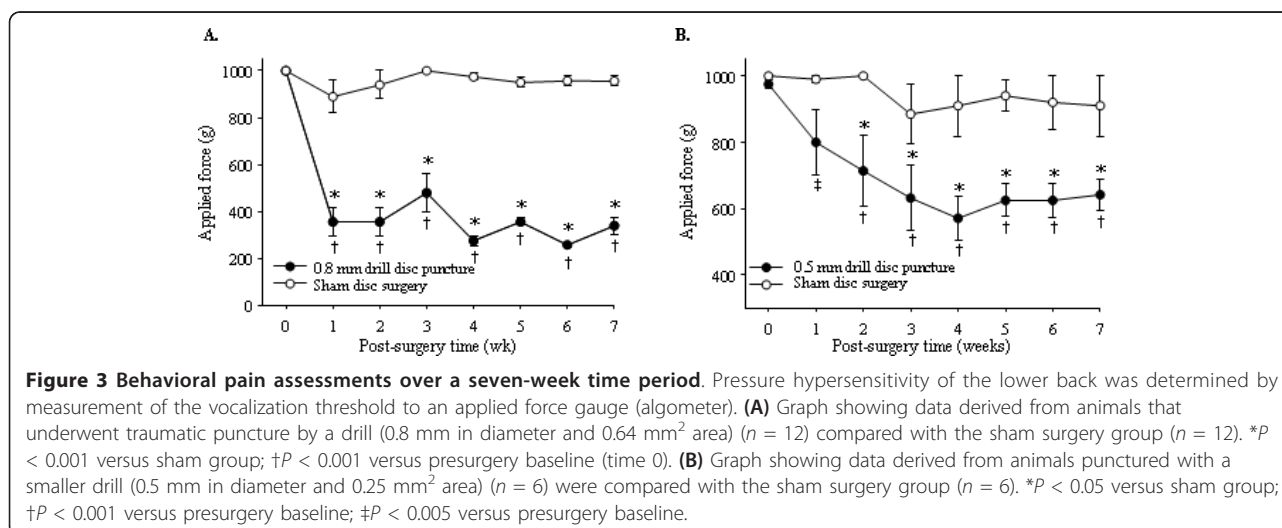 A.
1000
800
600
400
200
0
Applied force (g)
* * * * * * *
† † † † † † †
0.8 mm drill disc puncture
Sham disc surgery
0 1 2 3 4 5 6 7
Post-surgery time (wk)
B.
1000
800
600
400
Applied force (g)
* * * * * *
‡ † † † † † †
0.5 mm drill disc puncture
Sham disc surgery
0 1 2 3 4 5 6 7
Post-surgery time (weeks)
Figure 3 Behavioral pain assessments over a seven-week time period. Pressure hypersensitivity of the lower back was determined by
measurement of the vocalization threshold to an applied force gauge (algometer). (A) Graph showing data derived from animals that
underwent traumatic puncture by a drill (0.8 mm in diameter and 0.64 mm² area) (n = 12) compared with the sham surgery group (n = 12). *P
< 0.001 versus sham group; †P < 0.001 versus presurgery baseline (time 0). (B) Graph showing data derived from animals punctured with a
smaller drill (0.5 mm in diameter and 0.25 mm² area) (n = 6) were compared with the sham surgery group (n = 6). *P < 0.05 versus sham group;
†P < 0.001 versus presurgery baseline; ‡P < 0.005 versus presurgery baseline.